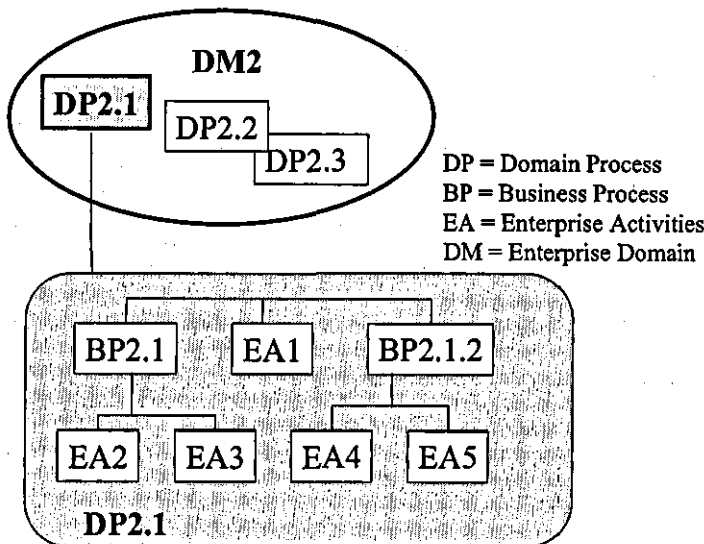 DM2
DP2.1
DP2.2
DP2.3
DP = Domain Process
BP = Business Process
EA = Enterprise Activities
DM = Enterprise Domain
BP2.1 EA1 BP2.1.2
EA2 EA3 EA4 EA5
DP2.1